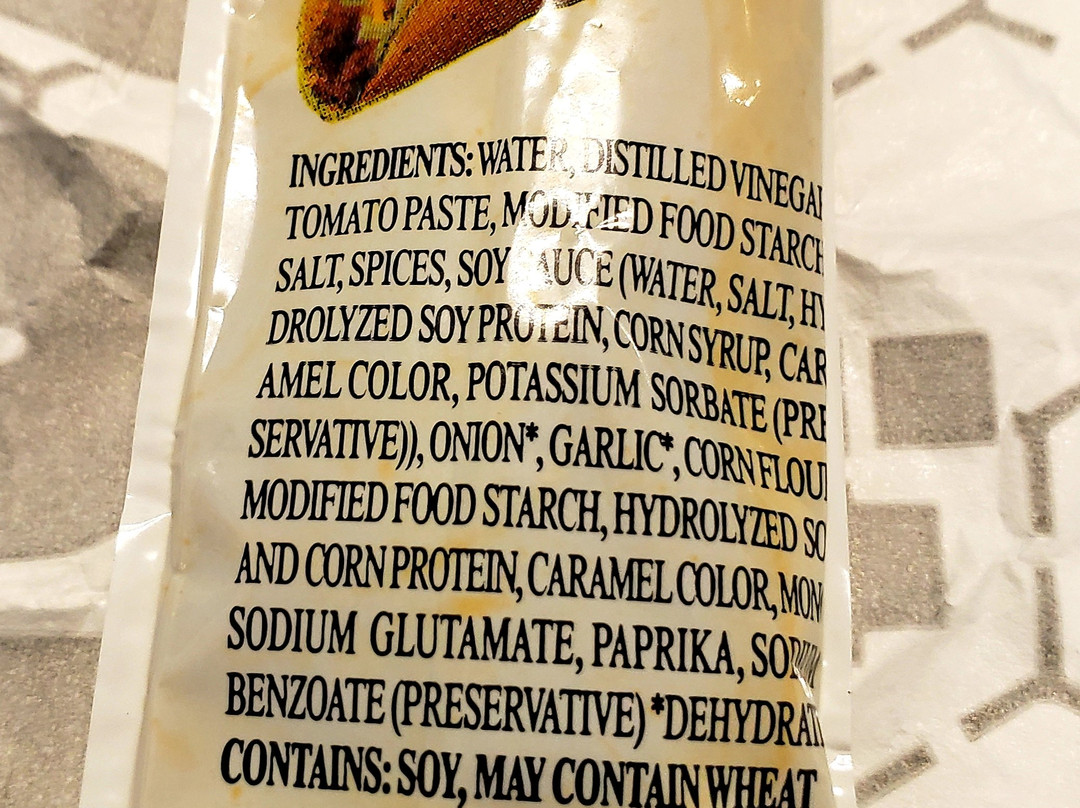 INGREDIENTS: WATER, DISTILLED VINEGAR
TOMATO PASTE, MODIFIED FOOD STARCH
SALT, SPICES, SOY SAUCE (WATER, SALT, HY
DROLYZED SOY PROTEIN, CORN SYRUP, CAR
AMEL COLOR, POTASSIUM SORBATE (PRE
SERVATIVE)), ONION*, GARLIC*, CORN FLOUR
MODIFIED FOOD STARCH, HYDROLYZED SO
AND CORN PROTEIN, CARAMEL COLOR, MON
SODIUM GLUTAMATE, PAPRIKA, SODIUM
BENZOATE (PRESERVATIVE) *DEHYDRAT
CONTAINS: SOY, MAY CONTAIN WHEAT